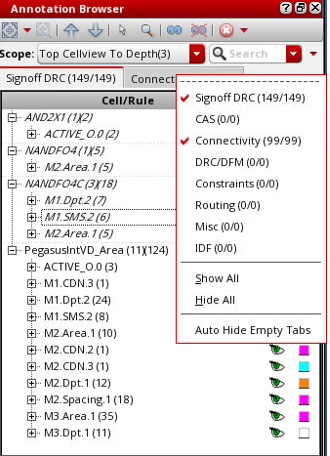 Annotation Browser
Scope: Top Cellview To Depth(3) Search
Signoff DRC (149/149) Connect
Cell/Rule
AND2X1 (1)(2)
ACTIVE_O.0 (2)
NANDFO4 (1)(5)
M2.Area.1 (5)
NANDFO4C (3)(18)
M1.Dpt.2 (7)
M1.SMS.2 (6)
M2.Area.1 (5)
PegasusIntVD_Area (11)(124)
ACTIVE_O.0 (3)
M1.CDN.3 (1)
M1.Dpt.2 (24)
M1.SMS.2 (8)
M2.Area.1 (10)
M2.CDN.2 (1)
M2.CDN.3 (1)
M2.Dpt.1 (12)
M2.Spacing.1 (18)
M3.Area.1 (35)
M3.Dpt.1 (11)
Signoff DRC (149/149)
CAS (0/0)
Connectivity (99/99)
DRC/DFM (0/0)
Constraints (0/0)
Routing (0/0)
Misc (0/0)
IDF (0/0)
Show All
Hide All
Auto Hide Empty Tabs